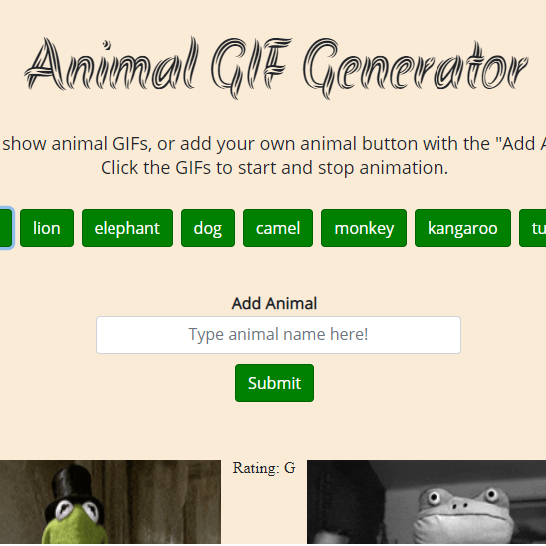 Animal GIF Generator
show animal GIFs, or add your own animal button with the "Add
Click the GIFs to start and stop animation.
lion elephant dog camel monkey kangaroo tu
Add Animal
Type animal name here!
Submit
Rating: G